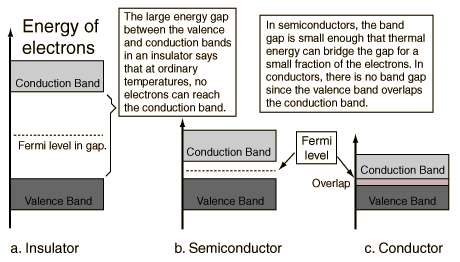 Energy of
electrons
The large energy gap
between the valence
and conduction bands
in an insulator says
that at ordinary
temperatures, no
electrons can reach
the conduction band.
In semiconductors, the band
gap is small enough that thermal
energy can bridge the gap for
a small fraction of the electrons. In
conductors, there is no band gap
since the valence band overlaps
the conduction band.
Conduction Band
Fermi level in gap.
Valence Band
a. Insulator
Conduction Band
Valence Band
b. Semiconductor
Fermi
level
Conduction Band
Overlap
Valence Band
c. Conductor